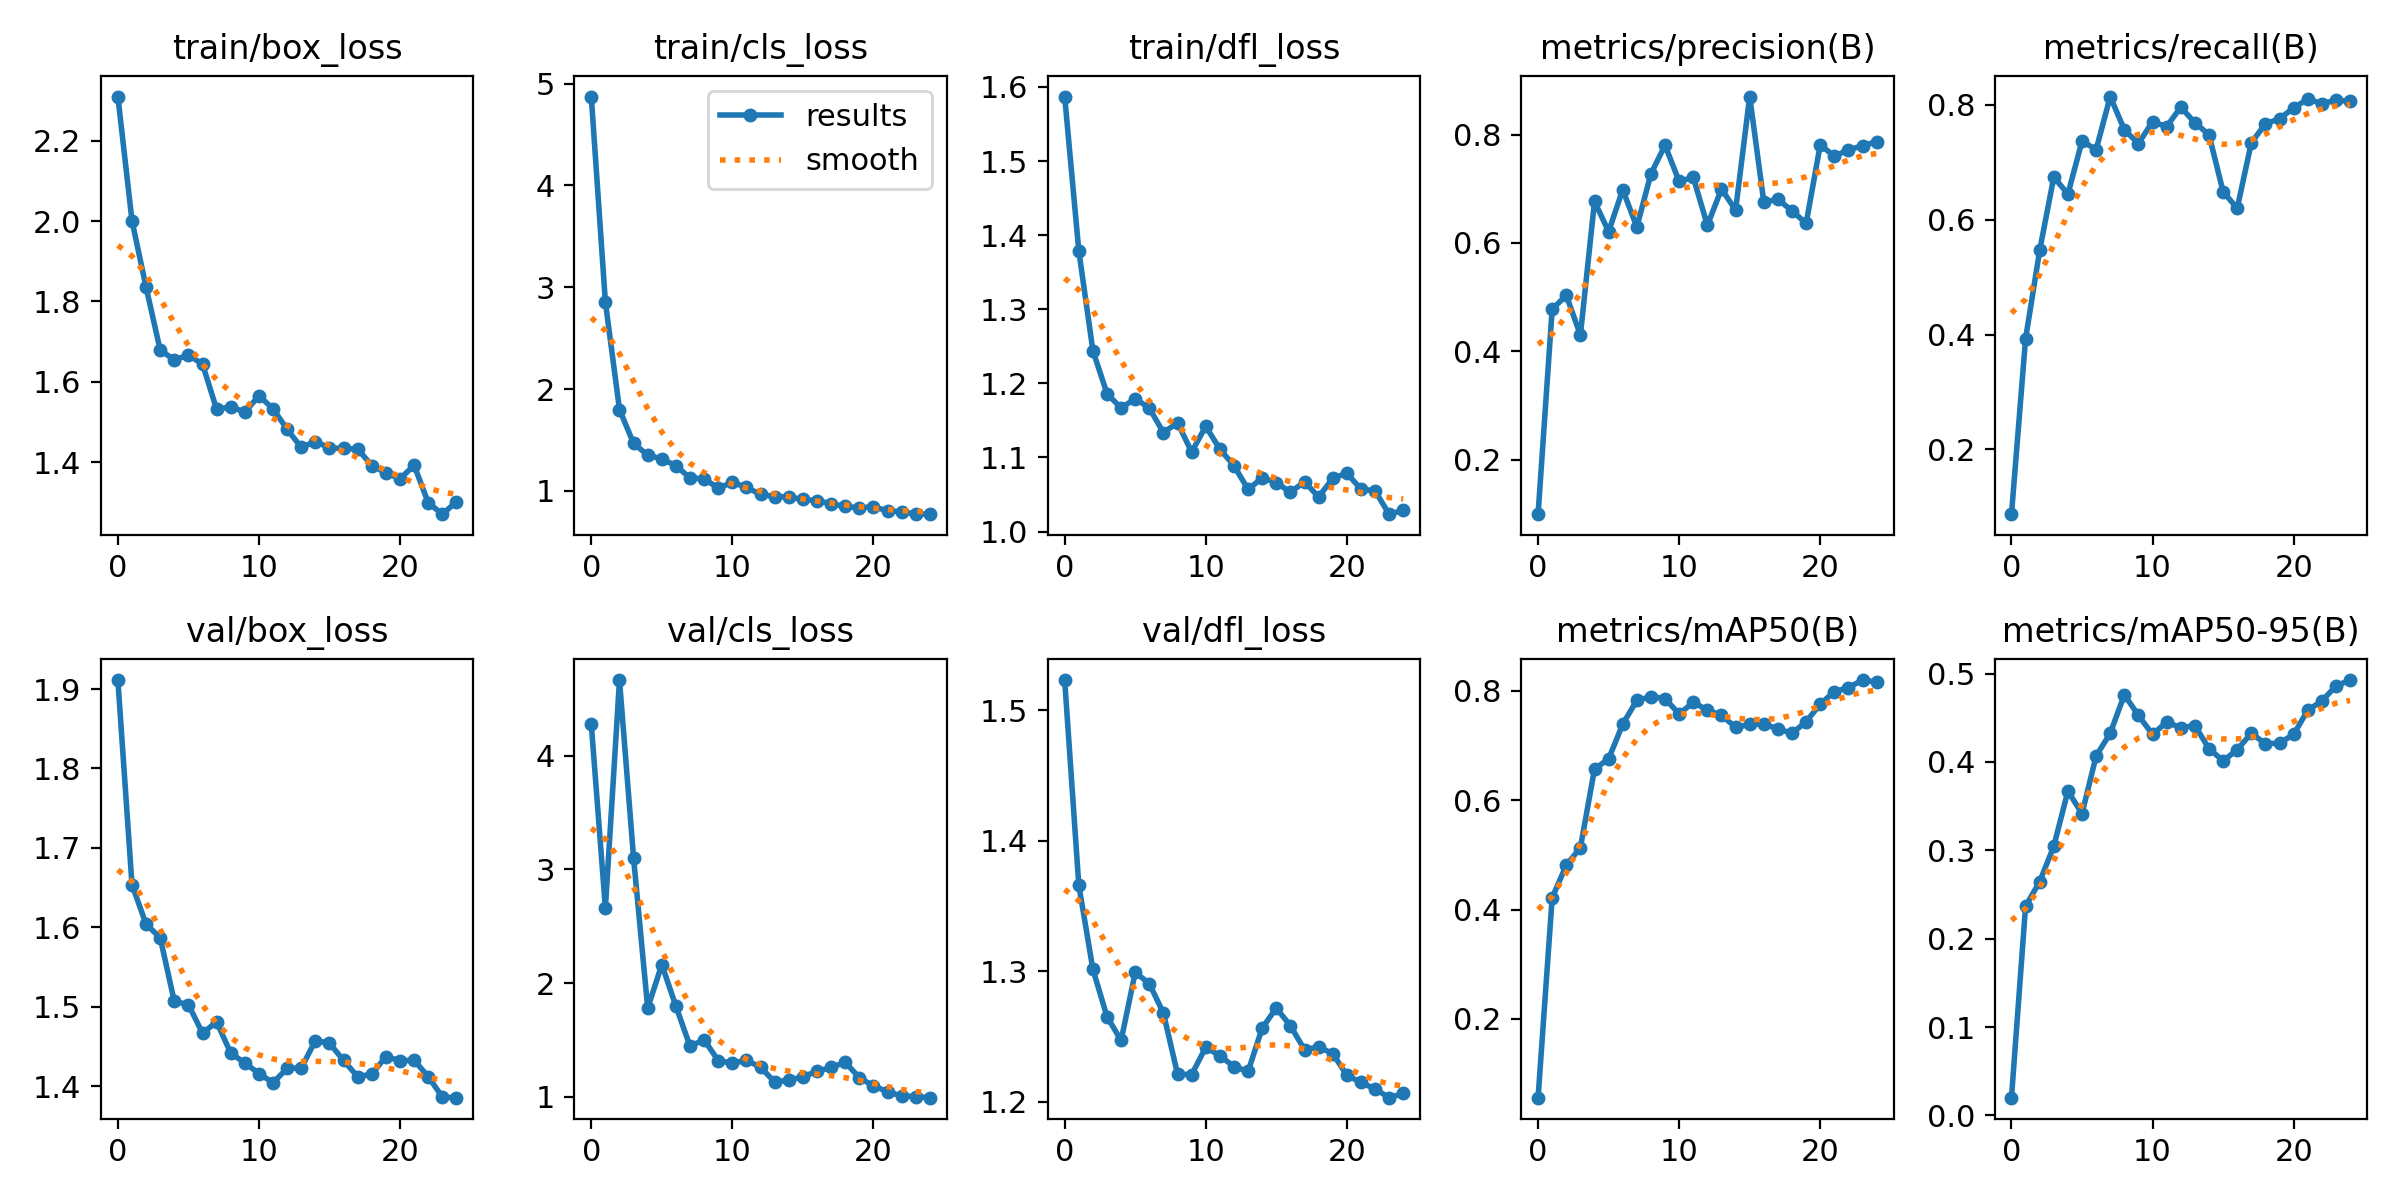 train/box_loss
2.2
2.0
1.8
1.6
1.4
0 10 20
train/cls_loss
results
smooth
5
4
3
2
1
0 10 20
train/dfl_loss
1.6
1.5
1.4
1.3
1.2
1.1
1.0
0 10 20
metrics/precision(B)
0.8
0.6
0.4
0.2
0 10 20
metrics/recall(B)
0.8
0.6
0.4
0.2
0 10 20
val/box_loss
1.9
1.8
1.7
1.6
1.5
1.4
0 10 20
val/cls_loss
4
3
2
1
0 10 20
val/dfl_loss
1.5
1.4
1.3
1.2
0 10 20
metrics/mAP50(B)
0.8
0.6
0.4
0.2
0 10 20
metrics/mAP50-95(B)
0.5
0.4
0.3
0.2
0.1
0.0
0 10 20